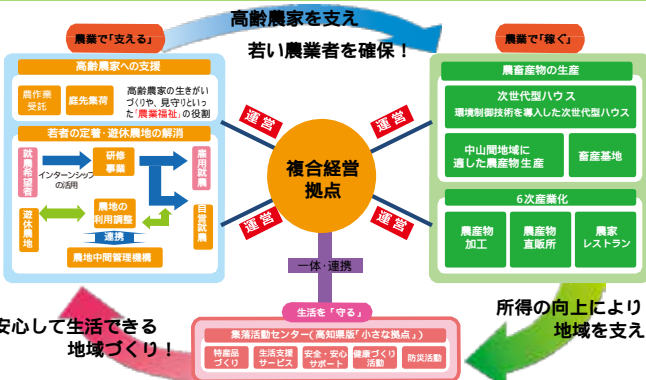 高齢農家を支え
若い農業者を確保！
農業で「支える」
高齢農家への支援
農作業
受託
庭先集荷
高齢農家の生きがい
づくりや、見守りといっ
た「農業福祉」の役割
若者の定着・遊休農地の解消
就農希望者
インターンシップ
の活用
研修
事業
雇用就農
自営就農
遊休農地
農地の
利用調整
連携
農地中間管理機構
運営
運営
運営
運営
複合経営
拠点
一体・連携
農業で「稼ぐ」
農畜産物の生産
次世代型ハウス
環境制御技術を導入した次世代型ハウス
中山間地域に
適した農産物生産
畜産基地
6次産業化
農産物
加工
農産物
直販所
農家
レストラン
生活を「守る」
集落活動センター(高知県版「小さな拠点」)
特産品
づくり
生活支援
サービス
安全・安心
サポート
健康づくり
活動
防災活動
安心して生活できる
地域づくり！
所得の向上により
地域を支え